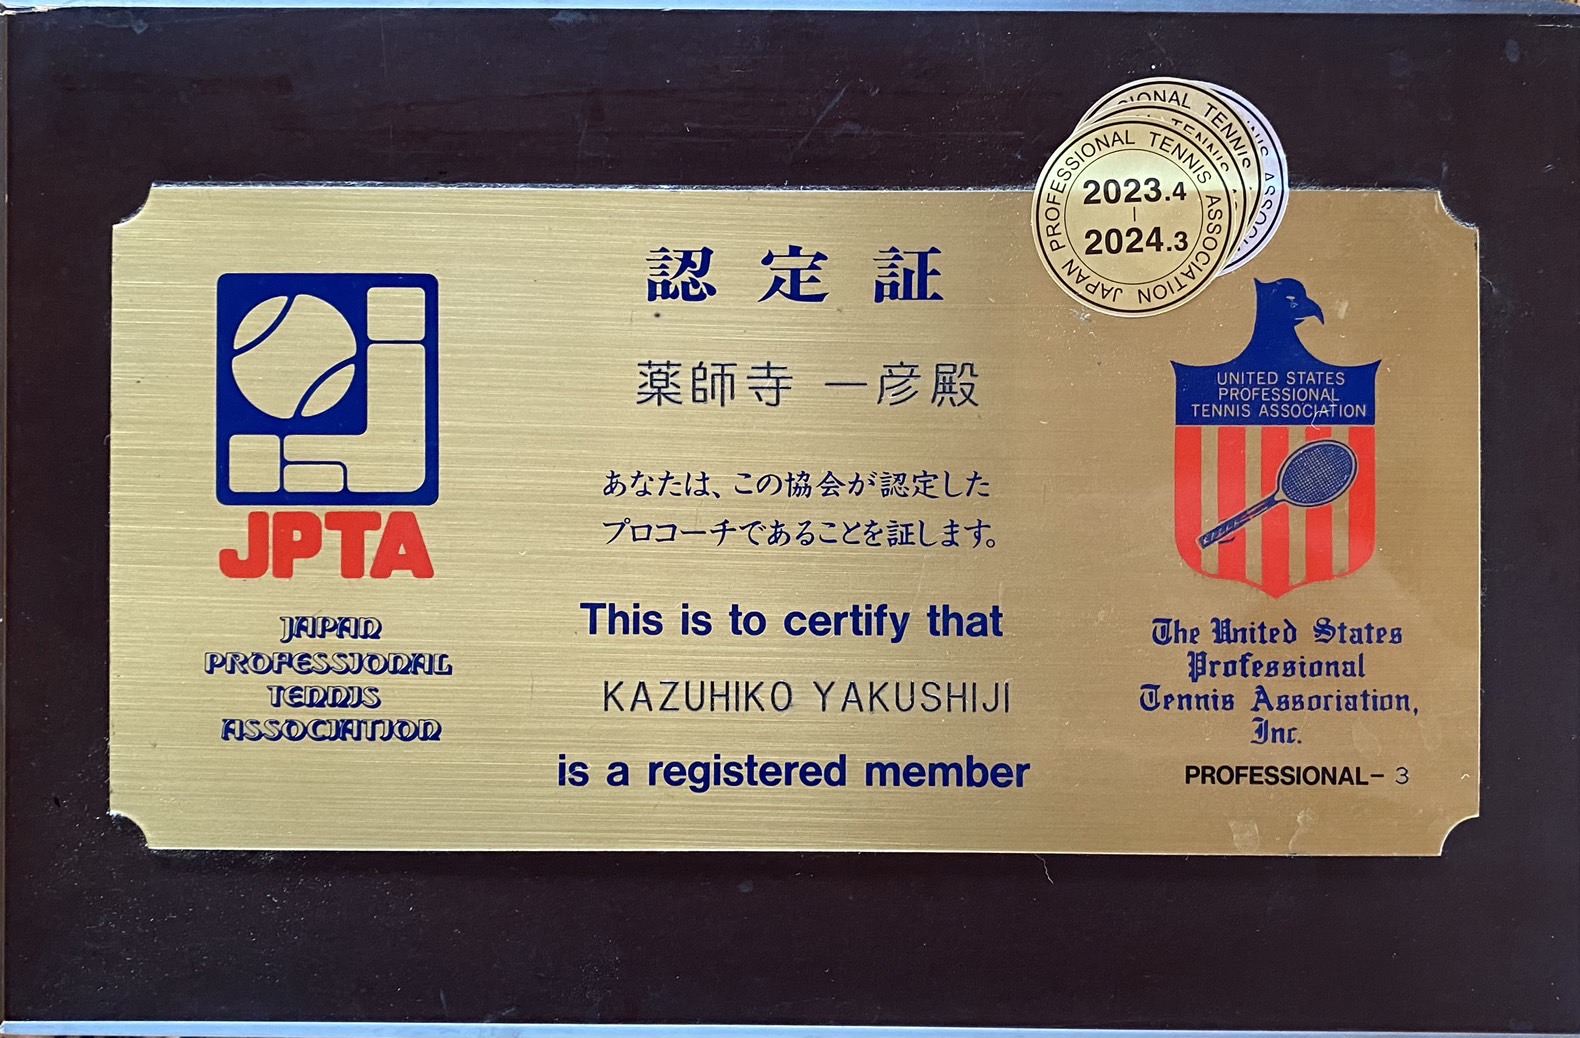 認定証
薬師寺 一彦殿
あなたは、この協会が認定した
プロコーチであることを証します。
This is to certify that
KAZUHIKO YAKUSHIJI
is a registered member
JPTA
JAPAN
PROFESSIONAL
TENNIS
ASSOCIATION
JAPAN PROFESSIONAL TENNIS ASSOCIATION
2023.4
|
2024.3
TENNIS
ASSOCIA
UNITED STATES
PROFESSIONAL
TENNIS ASSOCIATION
The United States
Professional
Tennis Association,
Inc.
PROFESSIONAL- 3